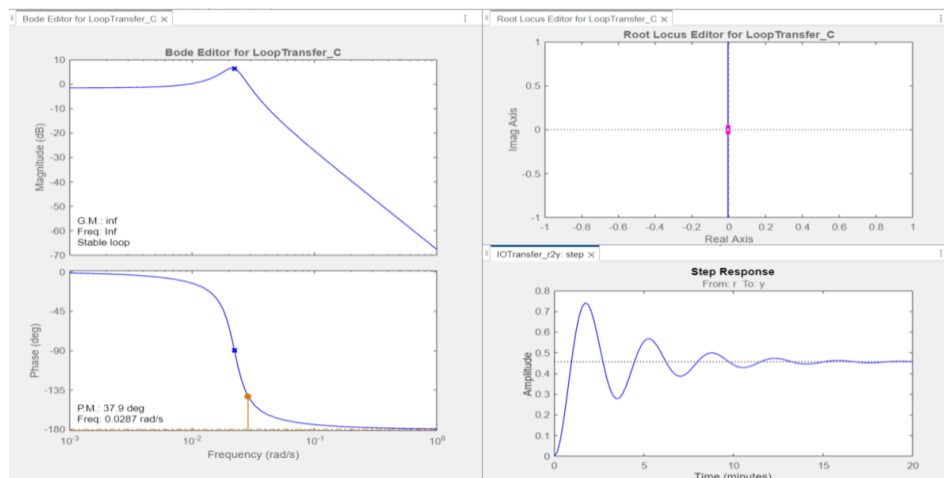 Bode Editor for LoopTransfer_C
Bode Editor for LoopTransfer_C
10
0
-10
-20
-30
-40
-50
-60
-70
Magnitude (dB)
G.M.: inf
Freq: Inf
Stable loop
0
-45
-90
-135
-180
Phase (deg)
P.M.: 37.9 deg
Freq: 0.0287 rad/s
10⁻³ 10⁻² 10⁻¹ 10⁰
Frequency (rad/s)
Root Locus Editor for LoopTransfer_C
Root Locus Editor for LoopTransfer_C
1
0.5
0
-0.5
-1
Imag Axis
-1 -0.8 -0.6 -0.4 -0.2 0 0.2 0.4 0.6 0.8 1
Real Axis
IOTransfer_r2y: step
Step Response
From: r To: y
0.8
0.7
0.6
0.5
0.4
0.3
0.2
0.1
0
Amplitude
0 5 10 15 20
Time (minutes)